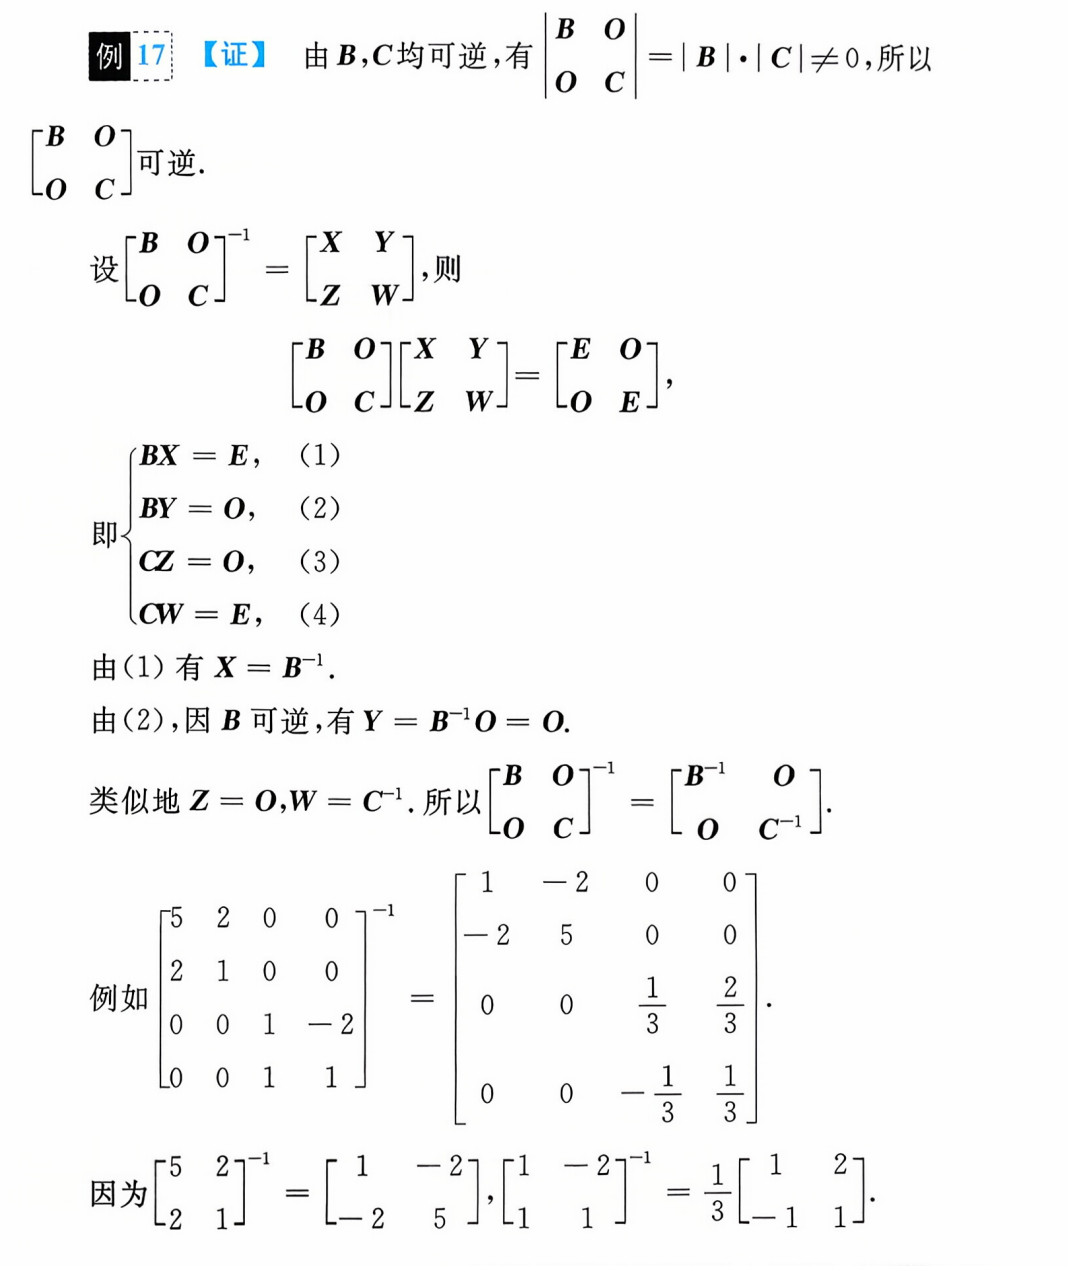 例 17 【证】 由 B,C 均可逆,有 | B O ; O C | = | B | · | C | ≠ 0,所以
[ B O ; O C ] 可逆.
设 [ B O ; O C ]⁻¹ = [ X Y ; Z W ],则
[ B O ; O C ][ X Y ; Z W ] = [ E O ; O E ],
即 { BX = E, (1)
BY = O, (2)
CZ = O, (3)
CW = E, (4)
由(1) 有 X = B⁻¹.
由(2),因 B 可逆,有 Y = B⁻¹O = O.
类似地 Z = O,W = C⁻¹. 所以 [ B O ; O C ]⁻¹ = [ B⁻¹ O ; O C⁻¹ ].
例如 [ 5 2 0 0 ; 2 1 0 0 ; 0 0 1 −2 ; 0 0 1 1 ]⁻¹ = [ 1 −2 0 0 ; −2 5 0 0 ; 0 0 1/3 2/3 ; 0 0 −1/3 1/3 ].
因为 [ 5 2 ; 2 1 ]⁻¹ = [ 1 −2 ; −2 5 ], [ 1 −2 ; 1 1 ]⁻¹ = 1/3 [ 1 2 ; −1 1 ].